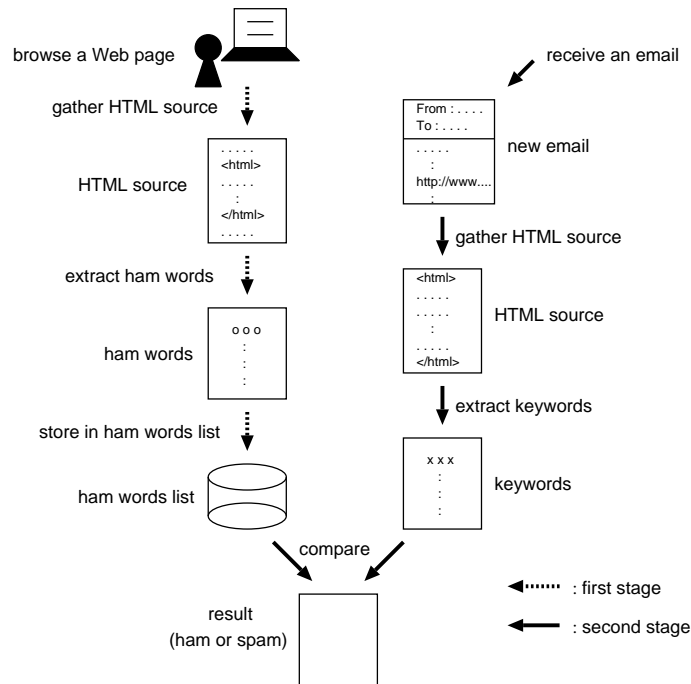 browse a Web page
gather HTML source
HTML source
. . . . .
<html>
. . . . .
:
</html>
. . . . .
extract ham words
ham words
o o o
:
:
:
store in ham words list
ham words list
receive an email
From : . . . .
To : . . . .
. . . . .
:
http://www....
:
new email
gather HTML source
<html>
. . . . .
. . . . .
:
. . . . .
</html>
HTML source
extract keywords
x x x
:
:
:
keywords
compare
result
(ham or spam)
: first stage
: second stage